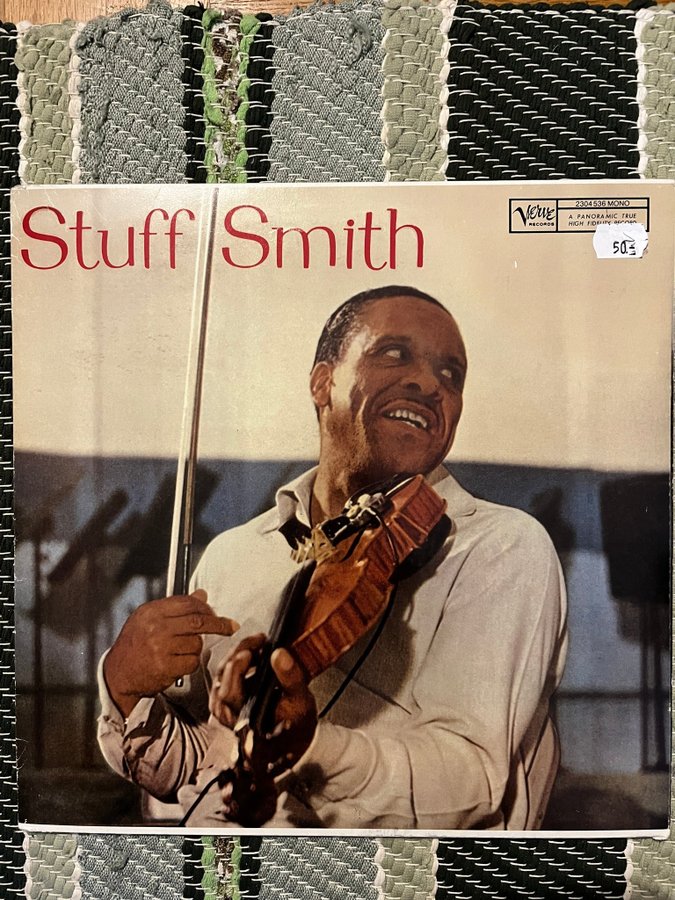 Stuff Smith
Verve
RECORDS
2304 536 MONO
A PANORAMIC TRUE
HIGH FIDELITY RECORD
50.-